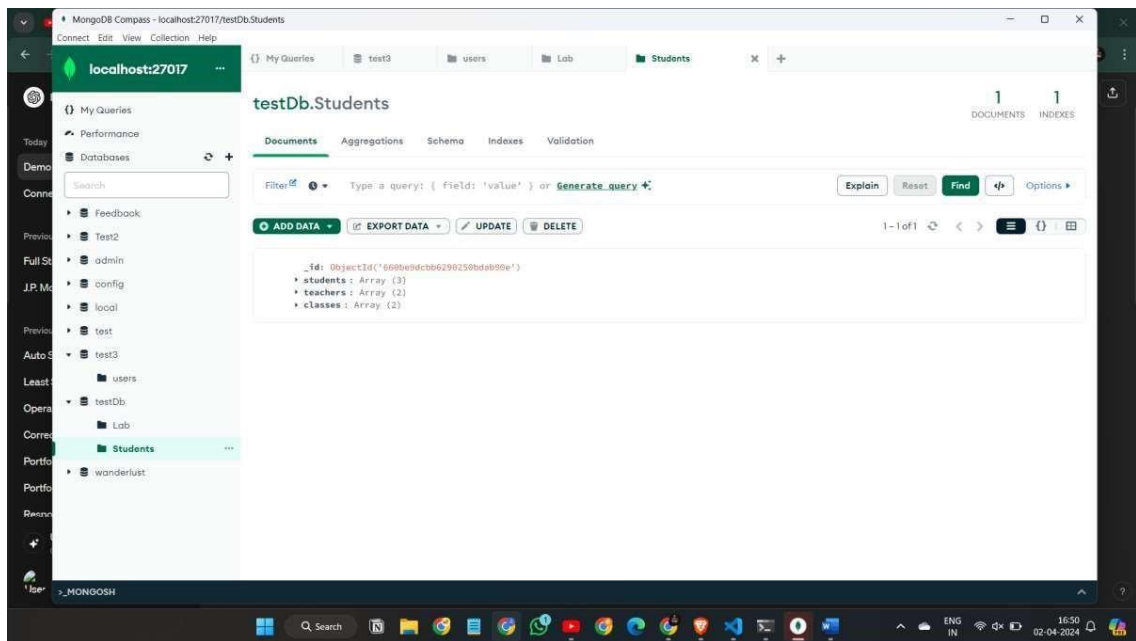 MongoDB Compass - localhost:27017/testDb.Students
Connect Edit View Collection Help
localhost:27017 ...
{} My Queries test3 users Lab Students
{} My Queries
Performance
Databases
Search
Feedback
Test2
admin
config
local
test
test3
users
testDb
Lab
Students ...
wanderlust
testDb.Students
1 DOCUMENTS 1 INDEXES
Documents Aggregations Schema Indexes Validation
Filter Type a query: { field: 'value' } or Generate query
Explain Reset Find </> Options
ADD DATA EXPORT DATA UPDATE DELETE
1-1 of 1 {}
_id:
students : Array (3)
teachers : Array (2)
classes : Array (2)
>_MONGOSH
Today
Demo
Conne
Previou
Full St
J.P. Mo
Previou
Auto S
Least
Opera
Correc
Portfo
Portfo
Respo
User
Search
ENG
IN
16:50
02-04-2024